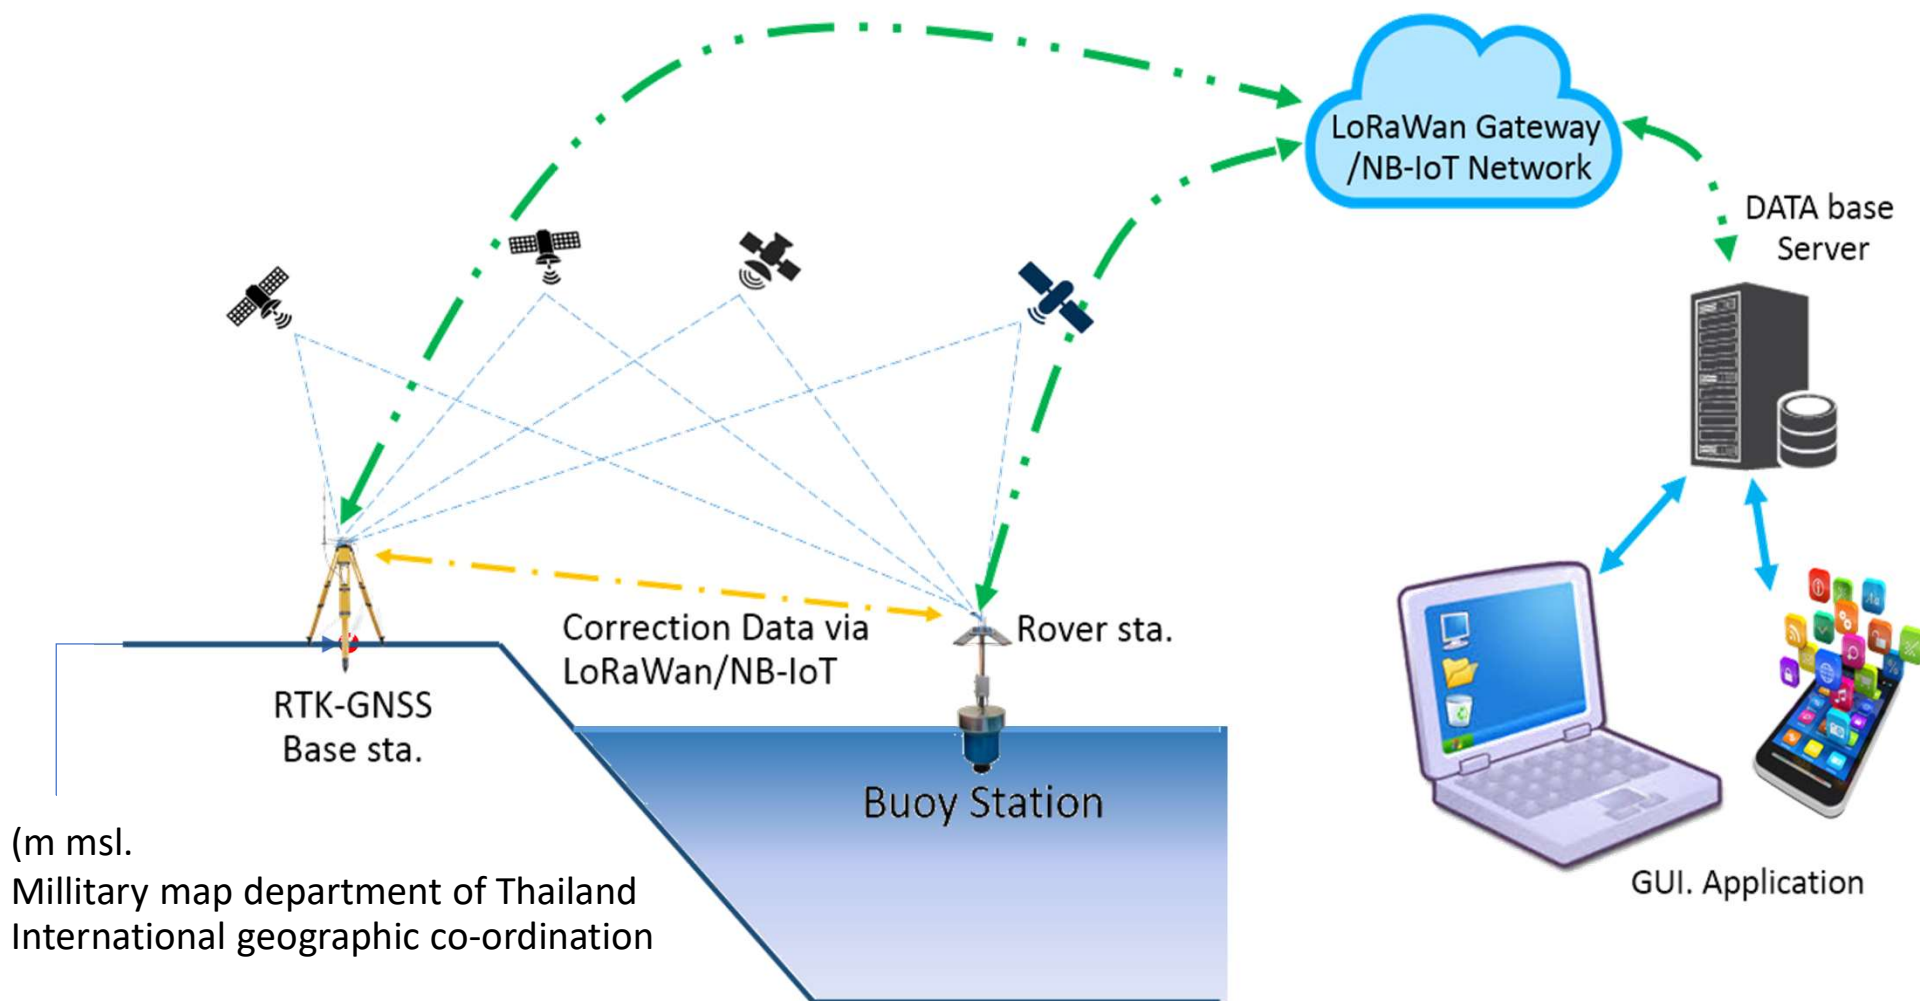 LoRaWan Gateway
/NB-IoT Network
DATA base
Server
Correction Data via
LoRaWan/NB-IoT
Rover sta.
RTK-GNSS
Base sta.
Buoy Station
(m msl.
Millitary map department of Thailand
International geographic co-ordination
GUI. Application